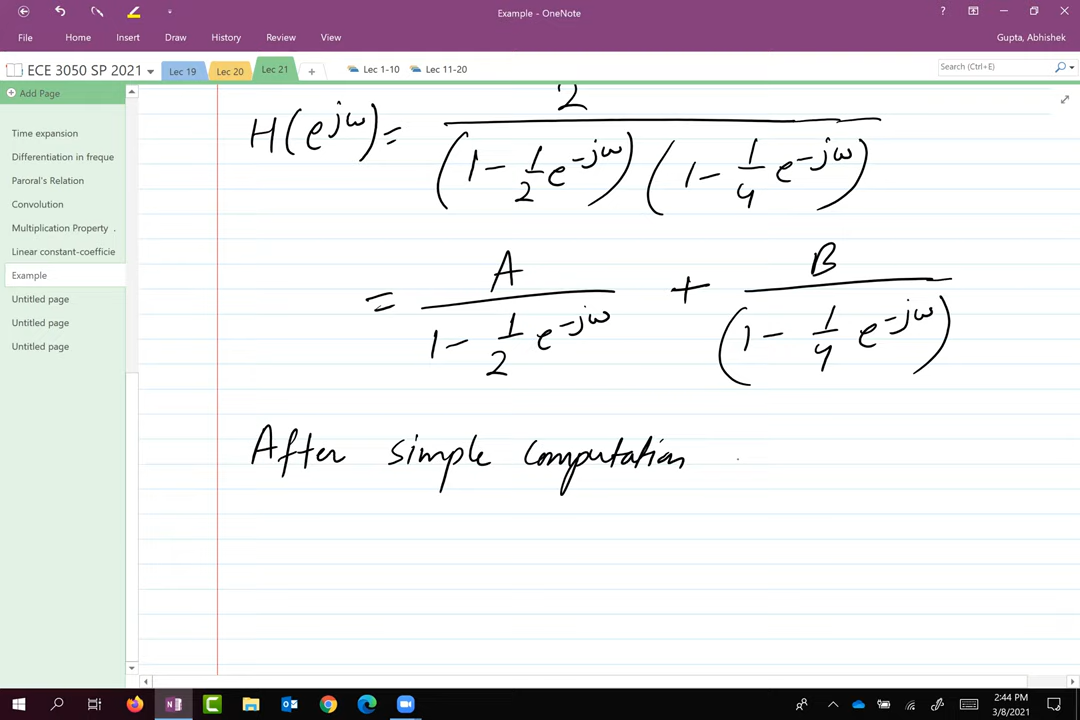 Example - OneNote
?
Gupta, Abhishek
File Home Insert Draw History Review View
ECE 3050 SP 2021 Lec 19 Lec 20 Lec 21 + Lec 1-10 Lec 11-20
Search (Ctrl+E)
Add Page
Time expansion
Differentiation in freque
Paroral's Relation
Convolution
Multiplication Property .
Linear constant-coefficie
Example
Untitled page
Untitled page
Untitled page
H(e^{jω}) = 2 / (1 - 1/2 e^{-jω}) (1 - 1/4 e^{-jω})
= A / 1 - 1/2 e^{-jω} + B / (1 - 1/4 e^{-jω})
After simple computation
2:44 PM
3/8/2021